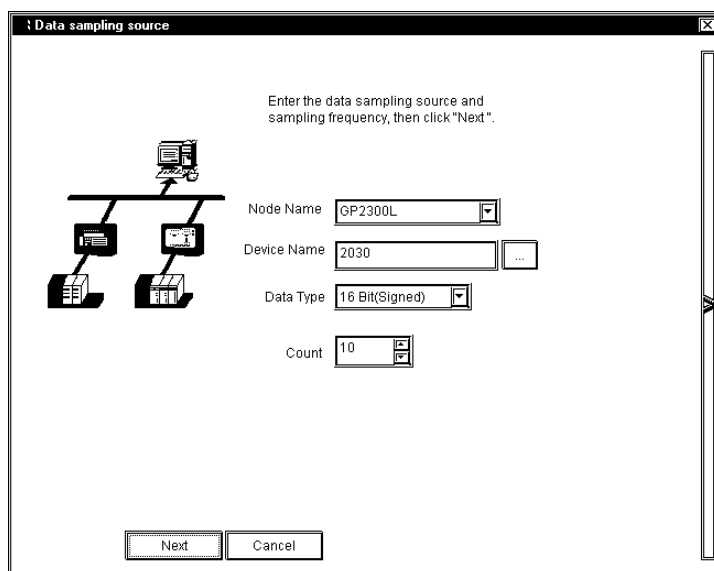 Data sampling source
Enter the data sampling source and
sampling frequency, then click "Next".
Node Name GP2300L
Device Name 2030 ...
Data Type 16 Bit(Signed)
Count 10
Next Cancel